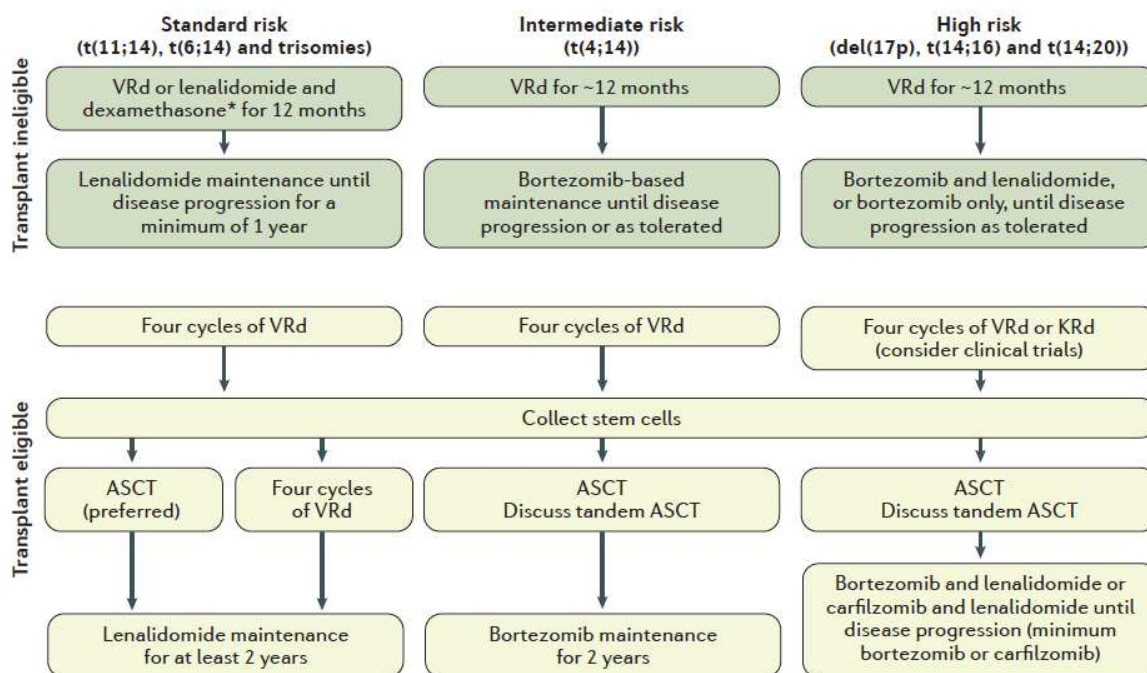 Standard risk
(t(11;14), t(6;14) and trisomies)
Intermediate risk
(t(4;14))
High risk
(del(17p), t(14;16) and t(14;20))
Transplant ineligible
VRd or lenalidomide and
dexamethasone* for 12 months
VRd for ~12 months
VRd for ~12 months
Lenalidomide maintenance until
disease progression for a
minimum of 1 year
Bortezomib-based
maintenance until disease
progression or as tolerated
Bortezomib and lenalidomide,
or bortezomib only, until disease
progression as tolerated
Transplant eligible
Four cycles of VRd
Four cycles of VRd
Four cycles of VRd or KRd
(consider clinical trials)
Collect stem cells
ASCT
(preferred)
Four cycles
of VRd
ASCT
Discuss tandem ASCT
ASCT
Discuss tandem ASCT
Lenalidomide maintenance
for at least 2 years
Bortezomib maintenance
for 2 years
Bortezomib and lenalidomide or
carfilzomib and lenalidomide until
disease progression (minimum
bortezomib or carfilzomib)